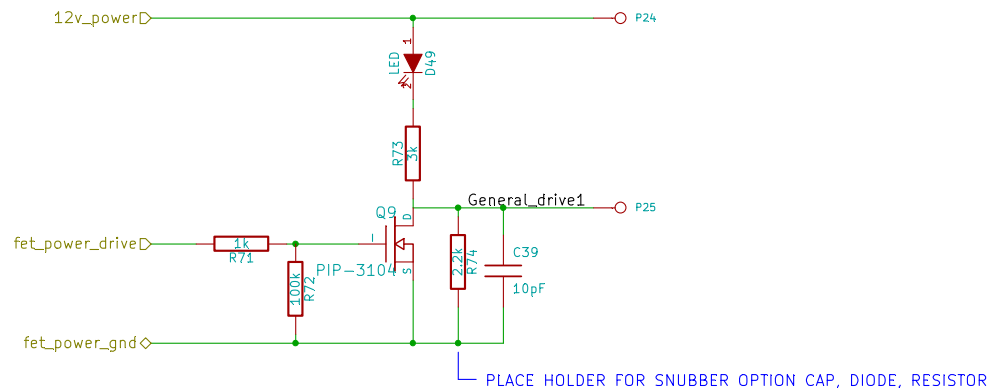 12v_power
P24
1
LED
D49
2
R73
3k
General_drive1
P25
Q9
D
fet_power_drive
1k
R71
I
PIP-3104
S
100k
R72
2.2k
R74
C39
10pF
fet_power_gnd
PLACE HOLDER FOR SNUBBER OPTION CAP, DIODE, RESISTOR